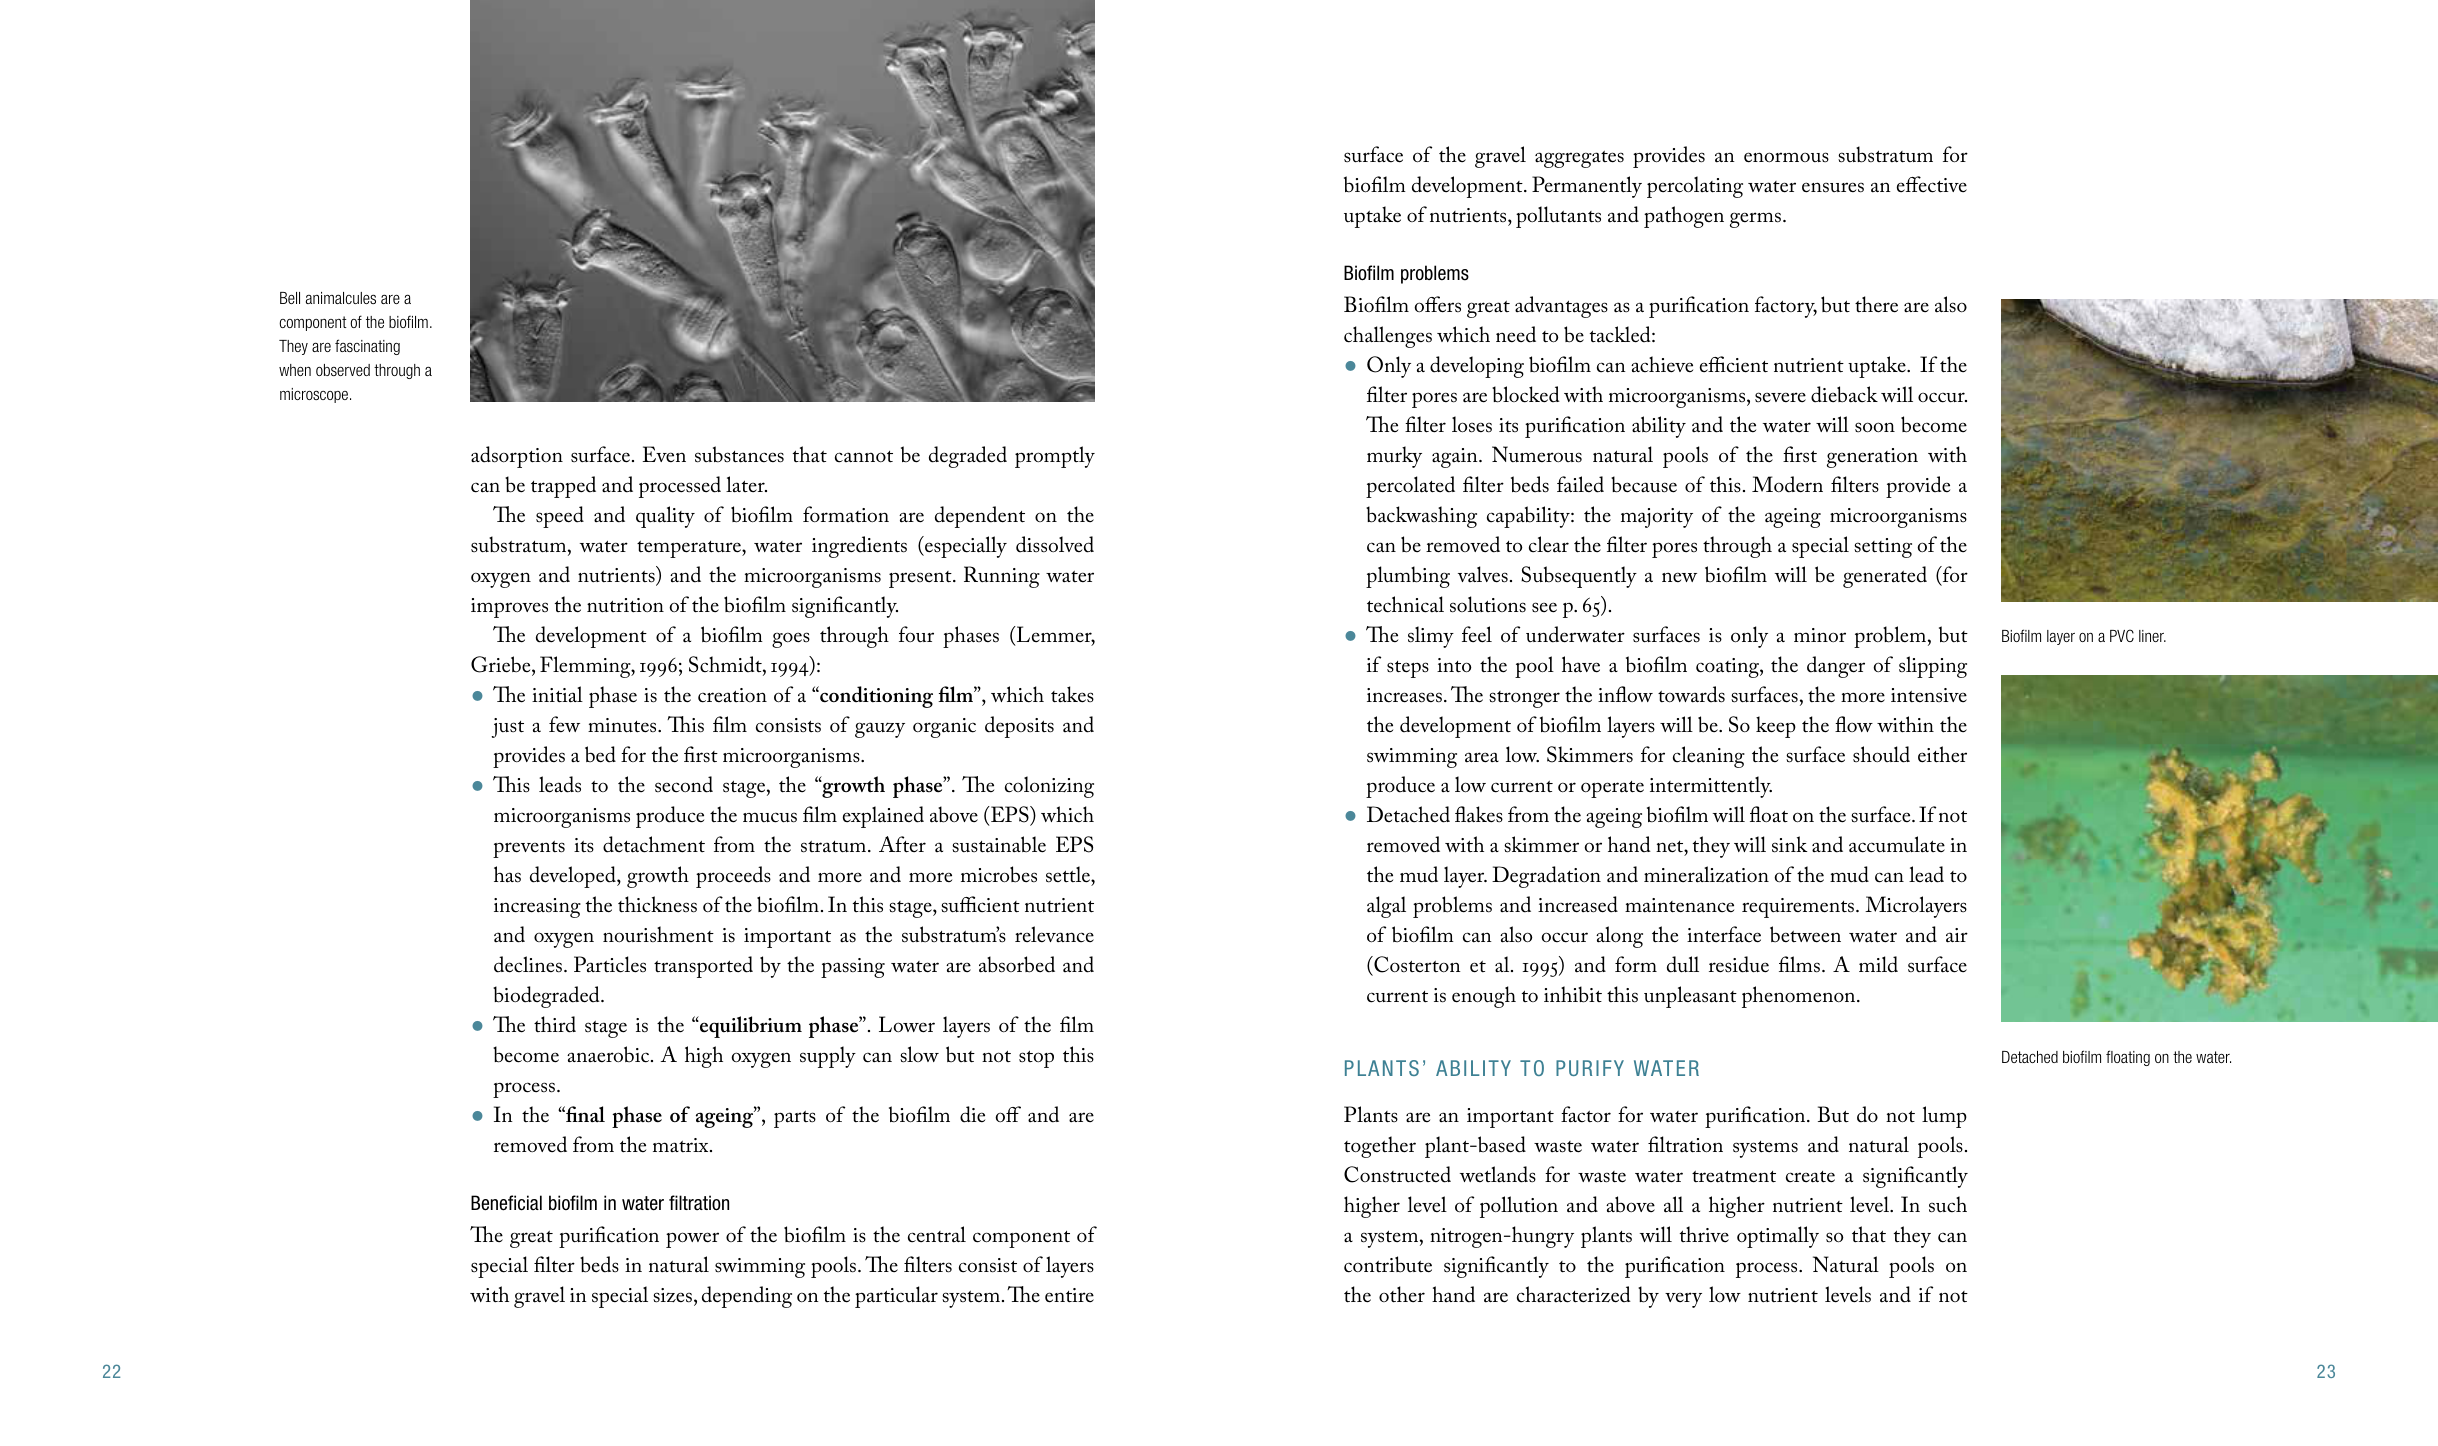 Bell animalcules are a
component of the biofilm.
They are fascinating
when observed through a
microscope.
adsorption surface. Even substances that cannot be degraded promptly
can be trapped and processed later.
The speed and quality of biofilm formation are dependent on the
substratum, water temperature, water ingredients (especially dissolved
oxygen and nutrients) and the microorganisms present. Running water
improves the nutrition of the biofilm significantly.
The development of a biofilm goes through four phases (Lemmer,
Griebe, Flemming, 1996; Schmidt, 1994):
● The initial phase is the creation of a “conditioning film”, which takes
just a few minutes. This film consists of gauzy organic deposits and
provides a bed for the first microorganisms.
● This leads to the second stage, the “growth phase”. The colonizing
microorganisms produce the mucus film explained above (EPS) which
prevents its detachment from the stratum. After a sustainable EPS
has developed, growth proceeds and more and more microbes settle,
increasing the thickness of the biofilm. In this stage, sufficient nutrient
and oxygen nourishment is important as the substratum’s relevance
declines. Particles transported by the passing water are absorbed and
biodegraded.
● The third stage is the “equilibrium phase”. Lower layers of the film
become anaerobic. A high oxygen supply can slow but not stop this
process.
● In the “final phase of ageing”, parts of the biofilm die off and are
removed from the matrix.
Beneficial biofilm in water filtration
The great purification power of the biofilm is the central component of
special filter beds in natural swimming pools. The filters consist of layers
with gravel in special sizes, depending on the particular system. The entire
22
surface of the gravel aggregates provides an enormous substratum for
biofilm development. Permanently percolating water ensures an effective
uptake of nutrients, pollutants and pathogen germs.
Biofilm problems
Biofilm offers great advantages as a purification factory, but there are also
challenges which need to be tackled:
● Only a developing biofilm can achieve efficient nutrient uptake. If the
filter pores are blocked with microorganisms, severe dieback will occur.
The filter loses its purification ability and the water will soon become
murky again. Numerous natural pools of the first generation with
percolated filter beds failed because of this. Modern filters provide a
backwashing capability: the majority of the ageing microorganisms
can be removed to clear the filter pores through a special setting of the
plumbing valves. Subsequently a new biofilm will be generated (for
technical solutions see p. 65).
● The slimy feel of underwater surfaces is only a minor problem, but
if steps into the pool have a biofilm coating, the danger of slipping
increases. The stronger the inflow towards surfaces, the more intensive
the development of biofilm layers will be. So keep the flow within the
swimming area low. Skimmers for cleaning the surface should either
produce a low current or operate intermittently.
● Detached flakes from the ageing biofilm will float on the surface. If not
removed with a skimmer or hand net, they will sink and accumulate in
the mud layer. Degradation and mineralization of the mud can lead to
algal problems and increased maintenance requirements. Microlayers
of biofilm can also occur along the interface between water and air
(Costerton et al. 1995) and form dull residue films. A mild surface
current is enough to inhibit this unpleasant phenomenon.
PLANTS’ ABILITY TO PURIFY WATER
Plants are an important factor for water purification. But do not lump
together plant-based waste water filtration systems and natural pools.
Constructed wetlands for waste water treatment create a significantly
higher level of pollution and above all a higher nutrient level. In such
a system, nitrogen-hungry plants will thrive optimally so that they can
contribute significantly to the purification process. Natural pools on
the other hand are characterized by very low nutrient levels and if not
Biofilm layer on a PVC liner.
Detached biofilm floating on the water.
23